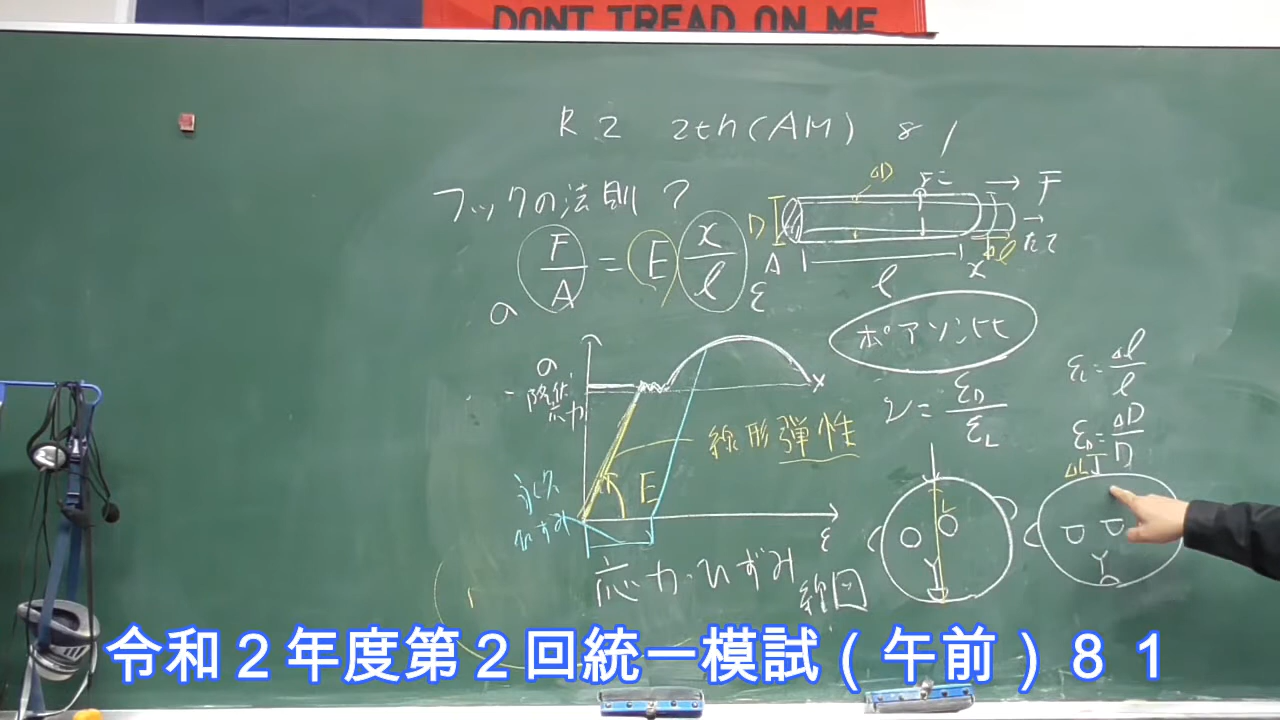 DONT TREAD ON ME
R2 2th(AM) 81
フックの法則?
F/A = E x/l
σ
ε
D
ΔD
F
たて
A
l
x
Δl
ポアソン比
ν = εD/εL
εL = Δl/l
εD = ΔD/D
σ
降伏応力
線形弾性
E
永久ひずみ
ε
応力・ひずみ線図
L
ΔL
令和2年度第2回統一模試(午前)81